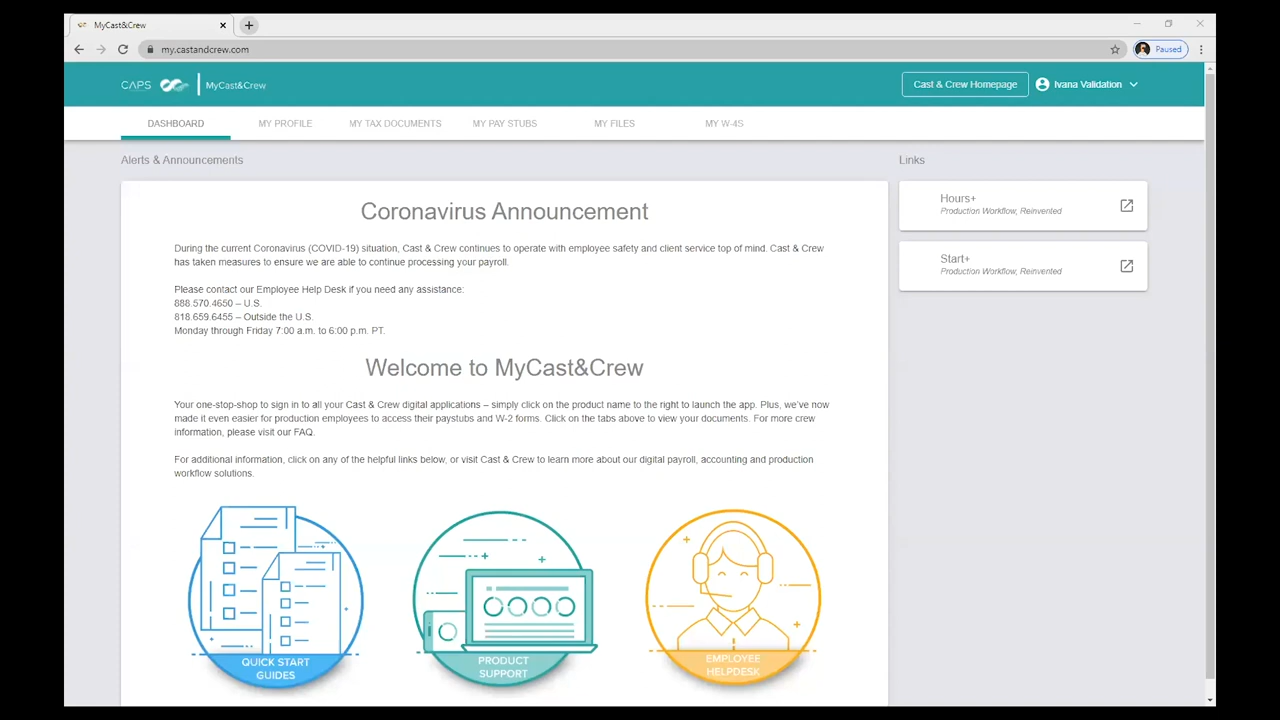 MyCast&Crew
my.castandcrew.com
Paused
CAPS MyCast&Crew
Cast & Crew Homepage
Ivana Validation
DASHBOARD
MY PROFILE
MY TAX DOCUMENTS
MY PAY STUBS
MY FILES
MY W-4S
Alerts & Announcements
Coronavirus Announcement
During the current Coronavirus (COVID-19) situation, Cast & Crew continues to operate with employee safety and client service top of mind. Cast & Crew
has taken measures to ensure we are able to continue processing your payroll.
Please contact our Employee Help Desk if you need any assistance:
888.570.4650 – U.S.
818.659.6455 – Outside the U.S.
Monday through Friday 7:00 a.m. to 6:00 p.m. PT.
Welcome to MyCast&Crew
Your one-stop-shop to sign in to all your Cast & Crew digital applications – simply click on the product name to the right to launch the app. Plus, we've now
made it even easier for production employees to access their paystubs and W-2 forms. Click on the tabs above to view your documents. For more crew
information, please visit our FAQ.
For additional information, click on any of the helpful links below, or visit Cast & Crew to learn more about our digital payroll, accounting and production
workflow solutions.
QUICK START
GUIDES
PRODUCT
SUPPORT
EMPLOYEE
HELPDESK
Links
Hours+
Production Workflow, Reinvented
Start+
Production Workflow, Reinvented